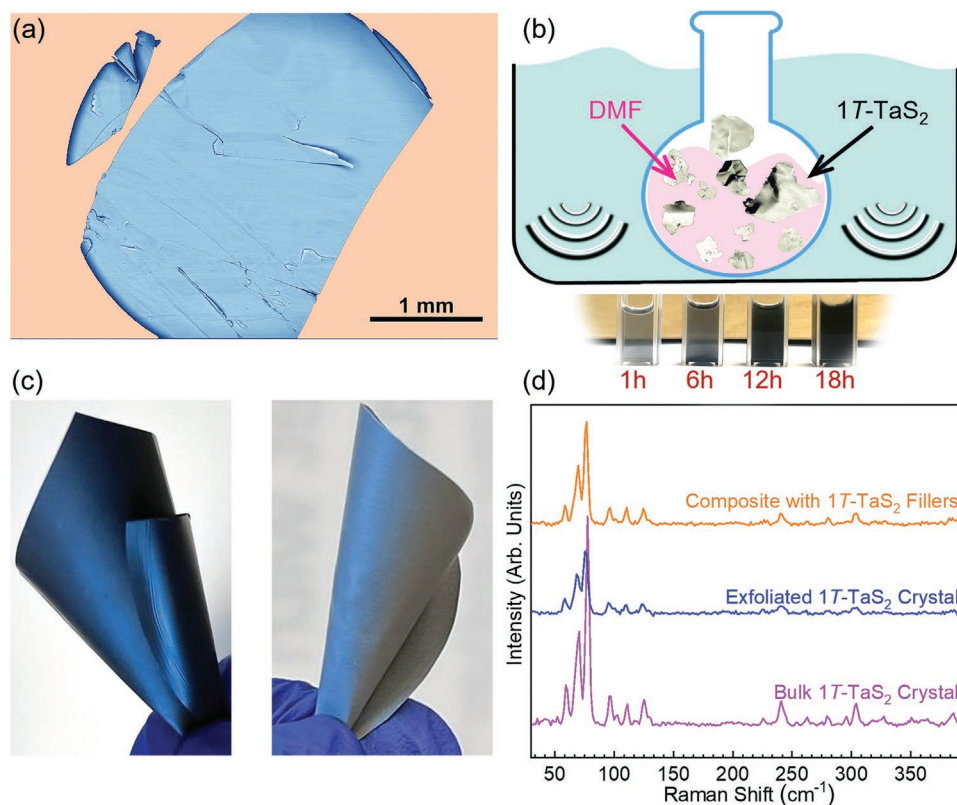 (a)
1 mm
(b)
DMF
1T-TaS₂
1h 6h 12h 18h
(c)
(d)
Composite with 1T-TaS₂ Fillers
Exfoliated 1T-TaS₂ Crystal
Bulk 1T-TaS₂ Crystal
Intensity (Arb. Units)
50 100 150 200 250 300 350
Raman Shift (cm⁻¹)